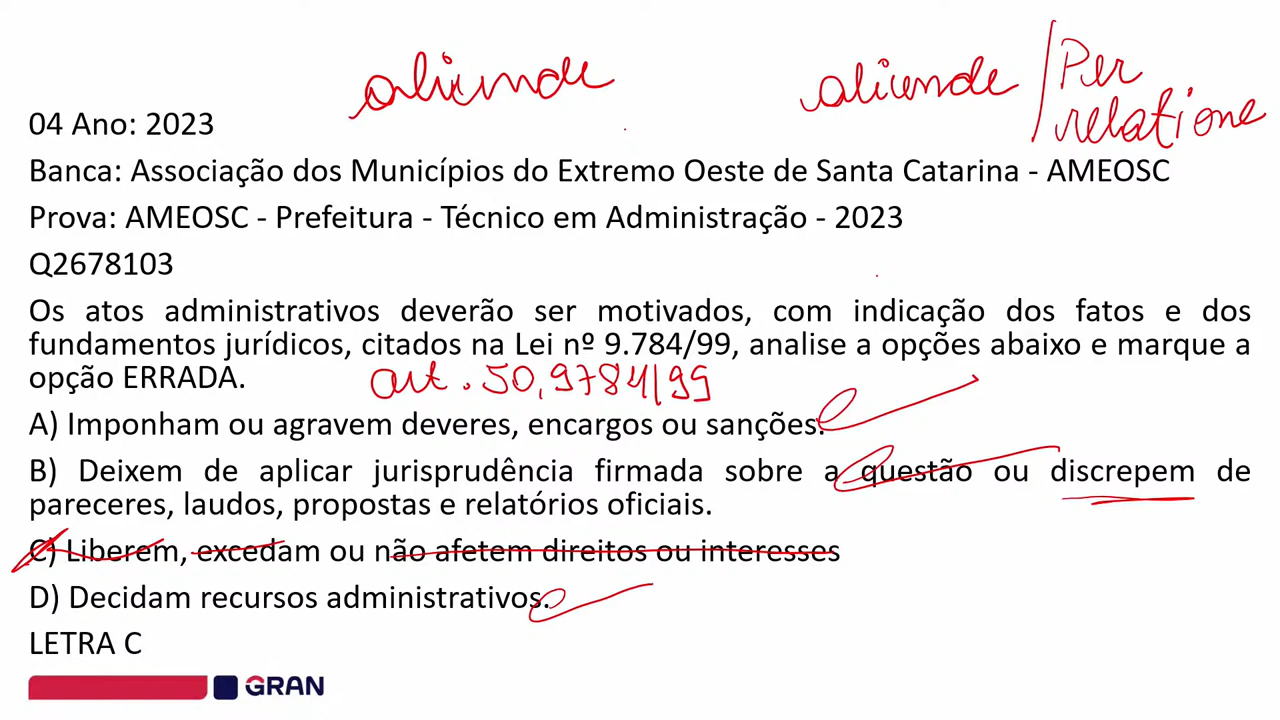 aliunde
aliunde / Per
relatione
04 Ano: 2023
Banca: Associação dos Municípios do Extremo Oeste de Santa Catarina - AMEOSC
Prova: AMEOSC - Prefeitura - Técnico em Administração - 2023
Q2678103
Os atos administrativos deverão ser motivados, com indicação dos fatos e dos
fundamentos jurídicos, citados na Lei nº 9.784/99, analise a opções abaixo e marque a
opção ERRADA.
art. 50, 9784/99
A) Imponham ou agravem deveres, encargos ou sanções.
B) Deixem de aplicar jurisprudência firmada sobre a questão ou discrepem de
pareceres, laudos, propostas e relatórios oficiais.
C) Liberem, excedam ou não afetem direitos ou interesses
D) Decidam recursos administrativos.
LETRA C
GRAN